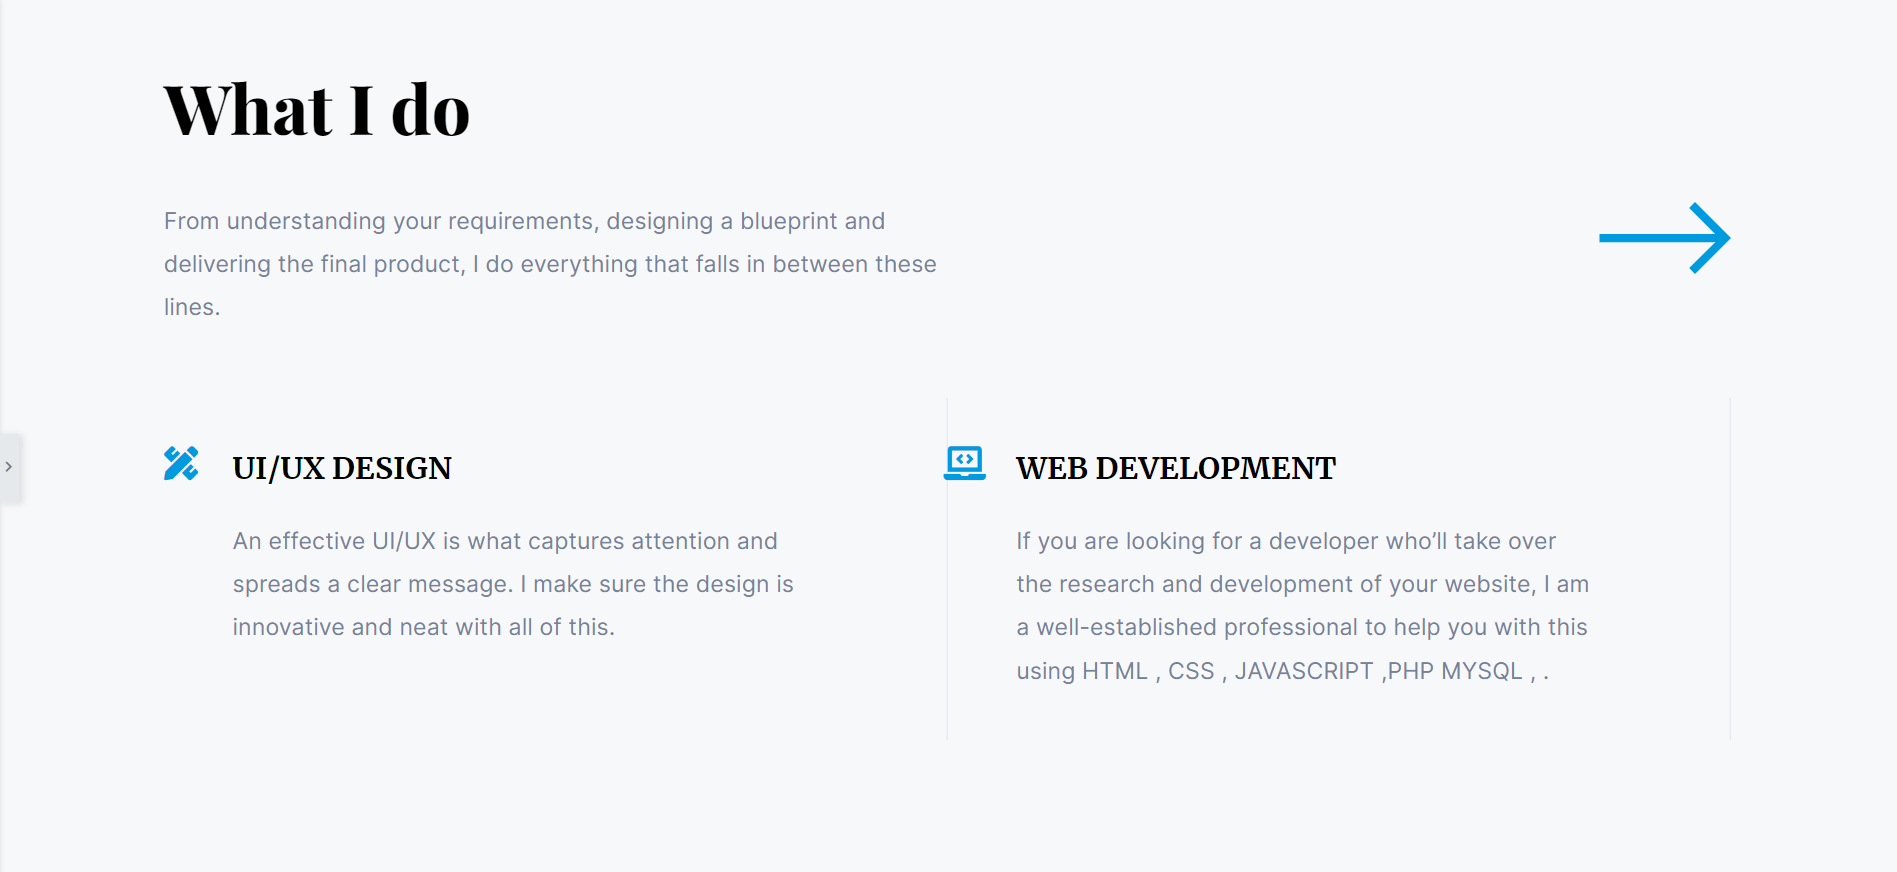 What I do
From understanding your requirements, designing a blueprint and
delivering the final product, I do everything that falls in between these
lines.
UI/UX DESIGN
An effective UI/UX is what captures attention and
spreads a clear message. I make sure the design is
innovative and neat with all of this.
WEB DEVELOPMENT
If you are looking for a developer who’ll take over
the research and development of your website, I am
a well-established professional to help you with this
using HTML , CSS , JAVASCRIPT ,PHP MYSQL , .